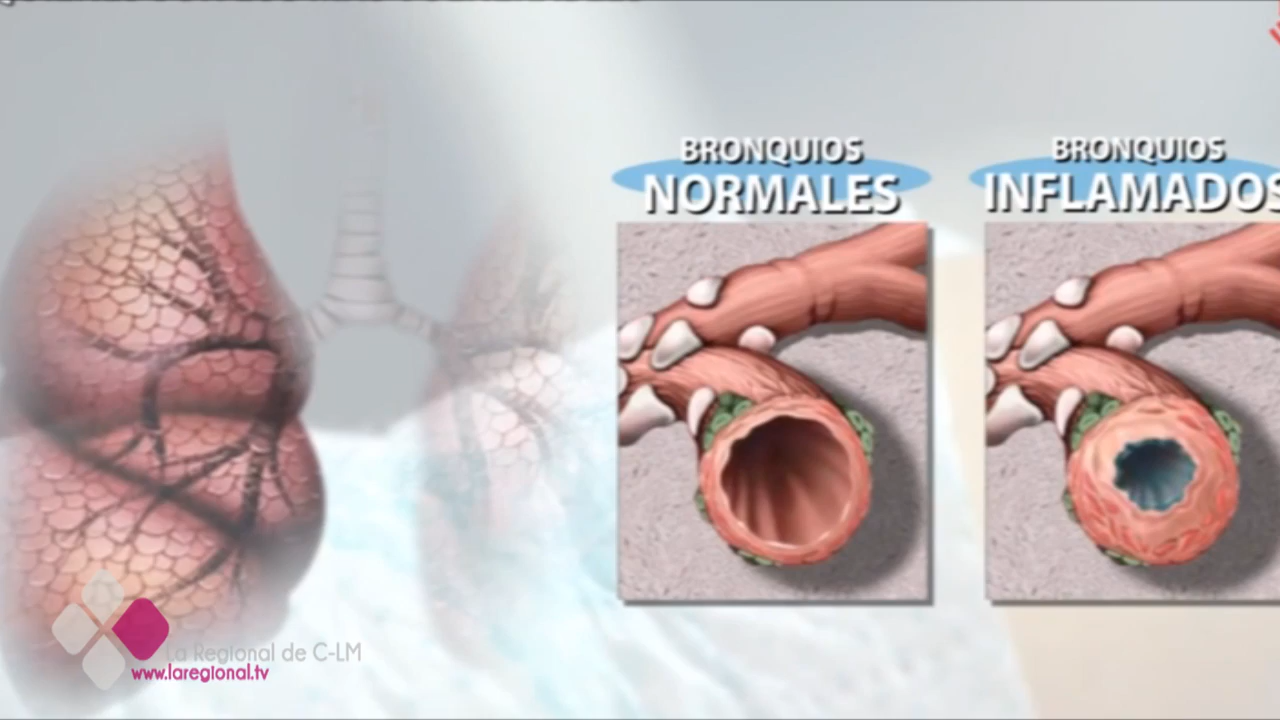 BRONQUIOS
NORMALES
BRONQUIOS
INFLAMADOS
La Regional de C-LM
www.laregional.tv